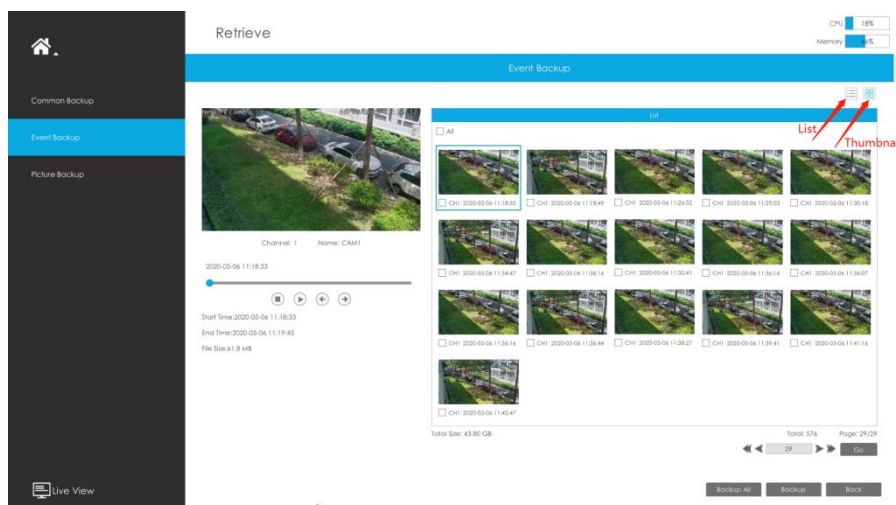 Retrieve
CPU 18%
Memory 46%
Event Backup
Common Backup
Event Backup
Picture Backup
Live View
Network Camera
Channel: 1 Name: CAM1
2020-05-06 11:18:33
Start Time:2020-05-06 11:18:33
End Time:2020-05-06 11:19:45
File Size:61.8 MB
List
Thumbna
List
All
CH1 2020-05-06 11:18:33
CH1 2020-05-06 11:18:49
CH1 2020-05-06 11:26:32
CH1 2020-05-06 11:29:03
CH1 2020-05-06 11:30:18
CH1 2020-05-06 11:34:47
CH1 2020-05-06 11:36:16
CH1 2020-05-06 11:35:41
CH1 2020-05-06 11:36:16
CH1 2020-05-06 11:36:07
CH1 2020-05-06 11:36:16
CH1 2020-05-06 11:36:44
CH1 2020-05-06 11:38:27
CH1 2020-05-06 11:39:41
CH1 2020-05-06 11:41:16
CH1 2020-05-06 11:42:47
Total Size: 43.80 GB
Total: 576 Page: 29/29
29 Go
Backup All Backup Back